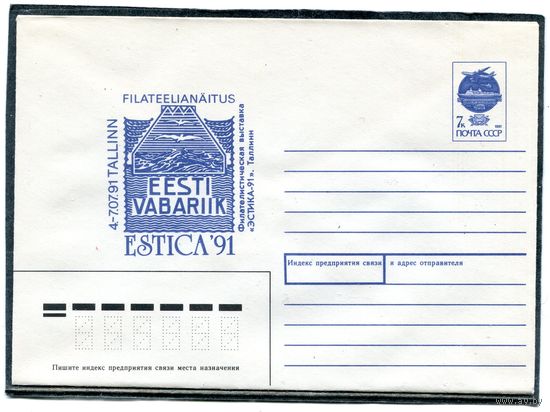 FILATEELIANÄITUS
4.-7.07.91 TALLINN
EESTI
VABARIIK
ESTICA'91
Филателистическая выставка
«ЭСТИКА-91». Таллинн
7к
ПОЧТА СССР
Индекс предприятия связи и адрес отправителя
Пишите индекс предприятия связи места назначения